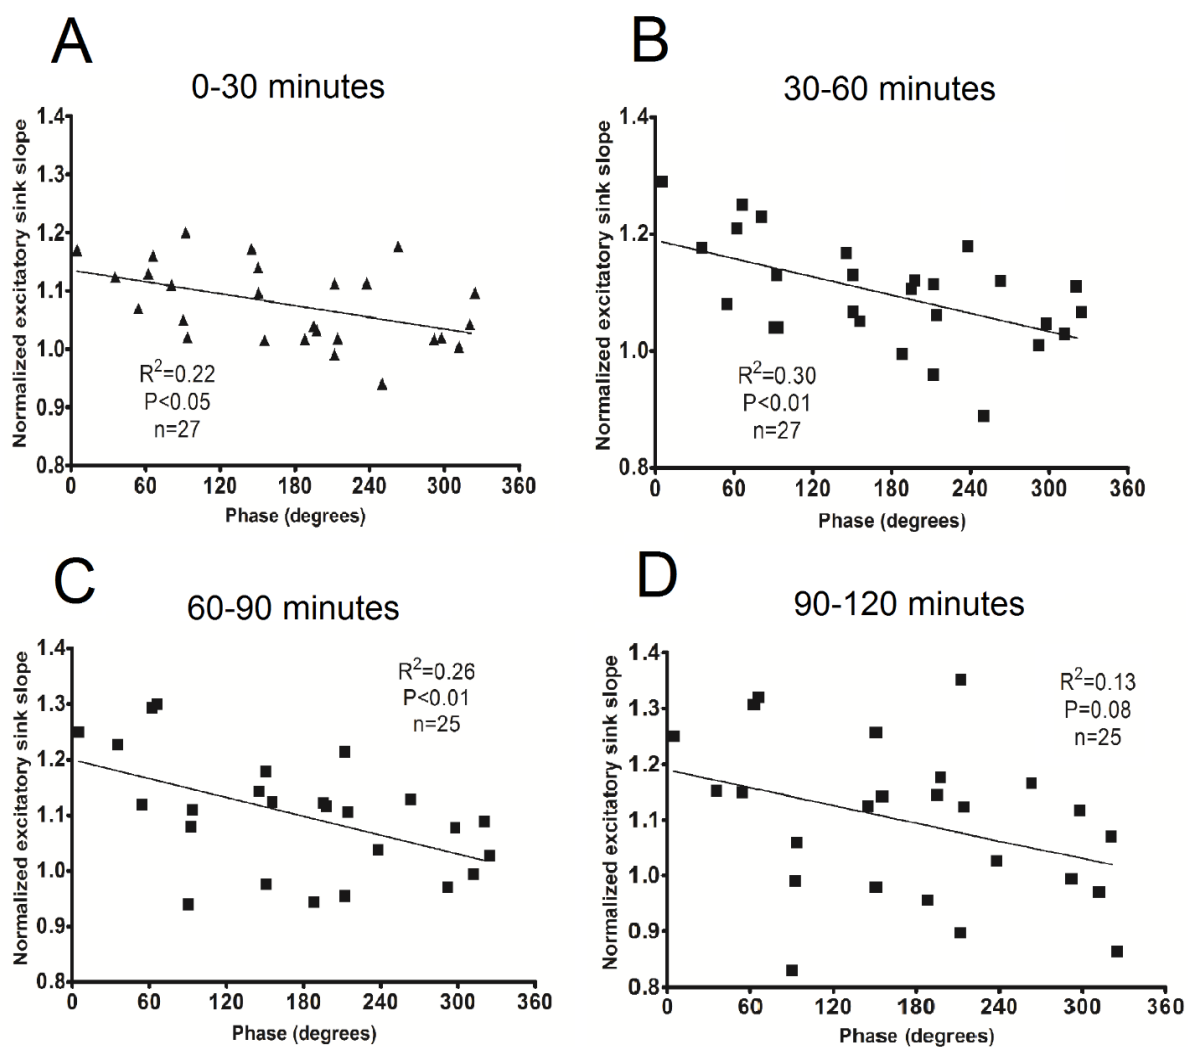 A
0-30 minutes
Normalized excitatory sink slope
1.4
1.3
1.2
1.1
1.0
0.9
0.8
R²=0.22
P<0.05
n=27
0 60 120 180 240 300 360
Phase (degrees)
B
30-60 minutes
Normalized excitatory sink slope
1.4
1.2
1.0
0.8
R²=0.30
P<0.01
n=27
0 60 120 180 240 300 360
Phase (degrees)
C
60-90 minutes
Normalized excitatory sink slope
1.4
1.3
1.2
1.1
1.0
0.9
0.8
R²=0.26
P<0.01
n=25
0 60 120 180 240 300 360
Phase (degrees)
D
90-120 minutes
Normalized excitatory sink slope
1.4
1.3
1.2
1.1
1.0
0.9
0.8
R²=0.13
P=0.08
n=25
0 60 120 180 240 300 360
Phase (degrees)